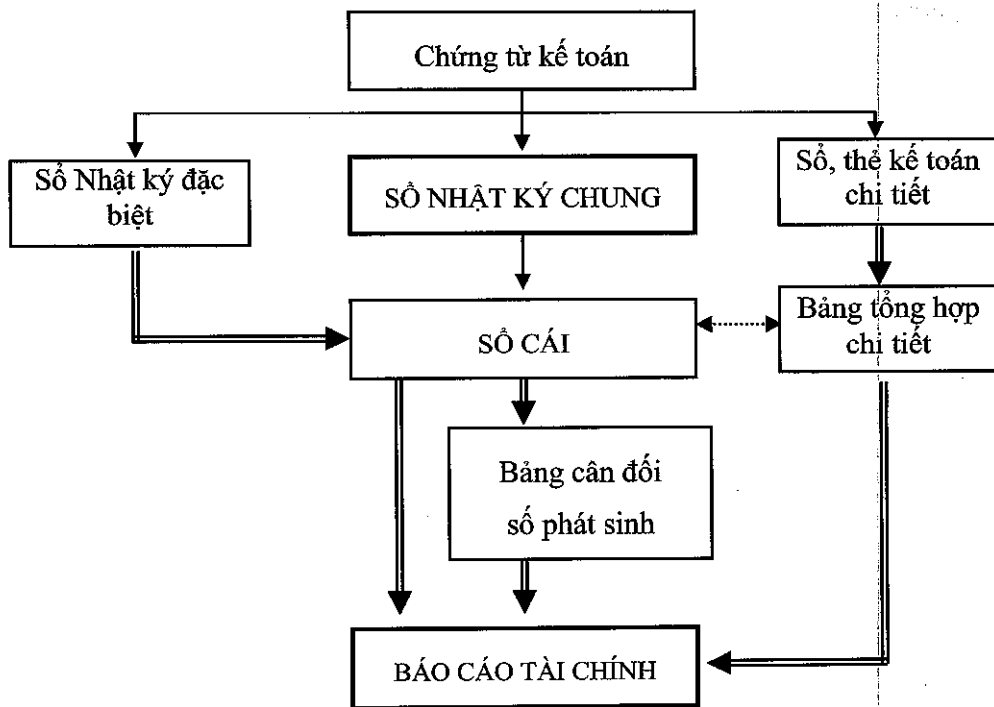 Chứng từ kế toán
Sổ Nhật ký đặc
biệt
SỔ NHẬT KÝ CHUNG
Sổ, thẻ kế toán
chi tiết
SỔ CÁI
Bảng tổng hợp
chi tiết
Bảng cân đối
số phát sinh
BÁO CÁO TÀI CHÍNH